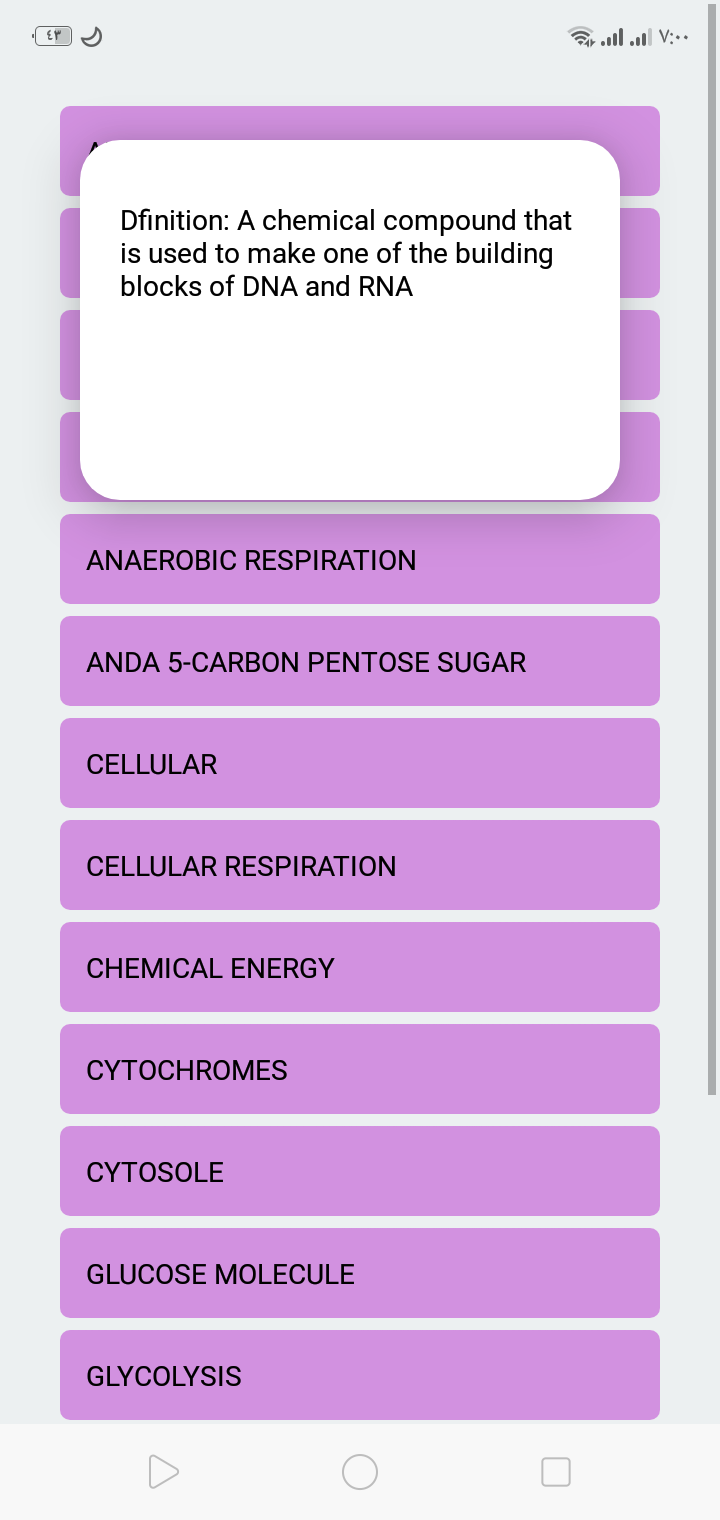 ٤٣
٧:٠٠
Dfinition: A chemical compound that
is used to make one of the building
blocks of DNA and RNA
ANAEROBIC RESPIRATION
ANDA 5-CARBON PENTOSE SUGAR
CELLULAR
CELLULAR RESPIRATION
CHEMICAL ENERGY
CYTOCHROMES
CYTOSOLE
GLUCOSE MOLECULE
GLYCOLYSIS